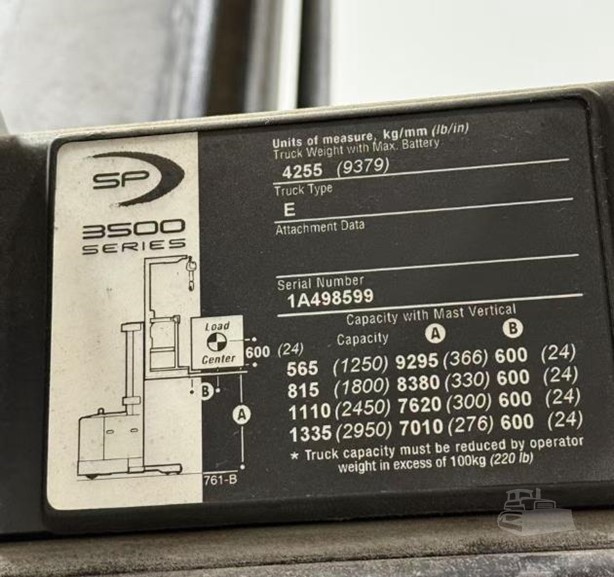 SP
3500
SERIES
Load
Center
600 (24)
B
A
761-B
Units of measure, kg/mm (lb/in)
Truck Weight with Max. Battery
4255 (9379)
Truck Type
E
Attachment Data
Serial Number
1A498599
Capacity with Mast Vertical
Capacity A B
565 (1250) 9295 (366) 600 (24)
815 (1800) 8380 (330) 600 (24)
1110 (2450) 7620 (300) 600 (24)
1335 (2950) 7010 (276) 600 (24)
* Truck capacity must be reduced by operator
weight in excess of 100kg (220 lb)